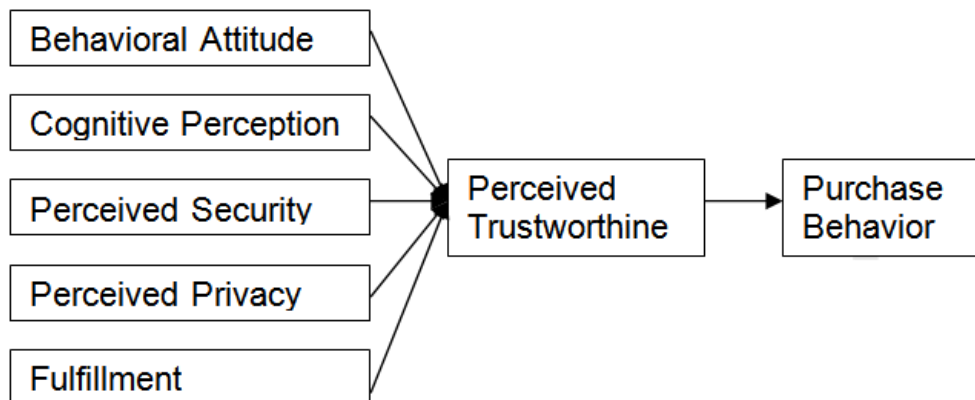 Behavioral Attitude
Cognitive Perception
Perceived Security
Perceived Privacy
Fulfillment
Perceived
Trustworthine
Purchase
Behavior